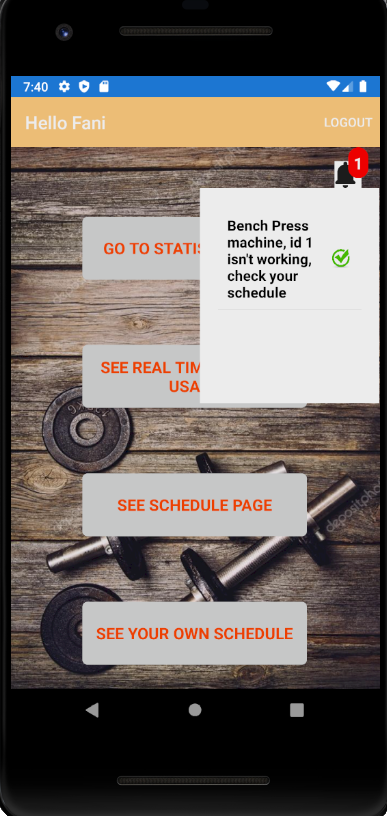 7:40
Hello Fani
LOGOUT
1
Bench Press
machine, id 1
isn't working,
check your
schedule
GO TO STATIS
SEE REAL TIM
USA
SEE SCHEDULE PAGE
SEE YOUR OWN SCHEDULE
depositpho